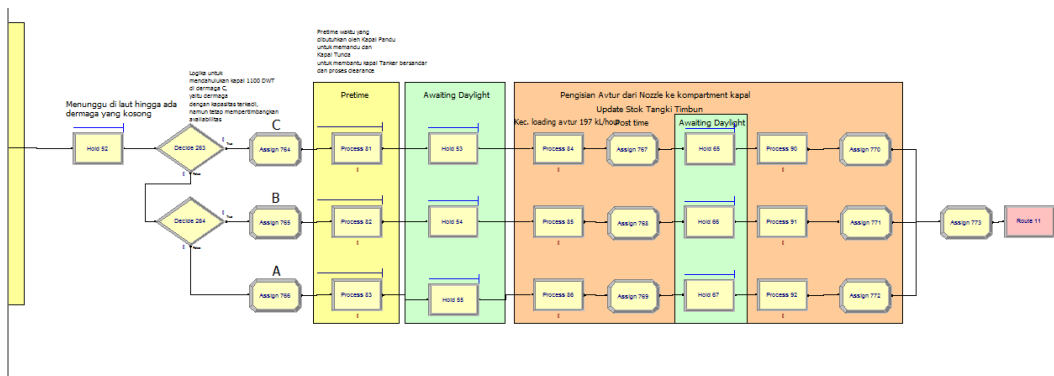 Pretime waktu yang
dibutuhkan oleh Kapal Pandu
untuk memandu dan
Kapal Tunda
untuk membantu kapal Tanker bersandar
dan proses clearance
Logika untuk
mendahulukan kapal 1100 DWT
di dermaga C,
yaitu dermaga
dengan kapasitas terkecil,
namun tetap mempertimbangkan
availabilitas
Menunggu di laut hingga ada
dermaga yang kosong
Pretime
Awaiting Daylight
Pengisian Avtur dari Nozzle ke kompartment kapal
Update Stok Tangki Timbun
Kec. loading avtur 197 kL/hour
Post time
Awaiting Daylight
C
Hold 52
Decide 283
True
False
Assign 764
Process 81
Hold 53
Process 84
Assign 767
Hold 65
Process 90
Assign 770
B
Decide 284
True
False
Assign 765
Process 82
Hold 54
Process 85
Assign 768
Hold 66
Process 91
Assign 771
Assign 773
Route 11
A
Assign 766
Process 83
Hold 55
Process 86
Assign 769
Hold 67
Process 92
Assign 772